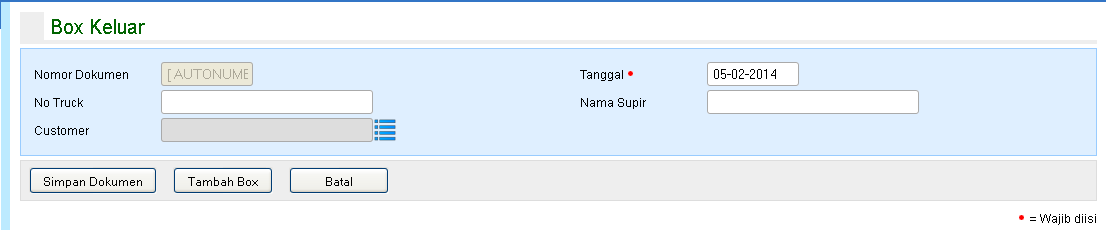 Box Keluar
Nomor Dokumen [AUTONUME Tanggal • 05-02-2014
No Truck Nama Supir
Customer
Simpan Dokumen Tambah Box Batal
• = Wajib diisi